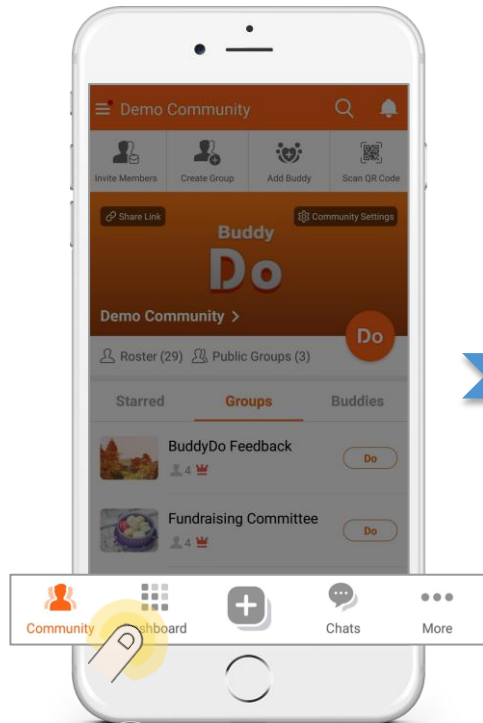 Demo Community
Invite Members Create Group Add Buddy Scan QR Code
Share Link Community Settings
Buddy
Do
Demo Community >
Do
Roster (29) Public Groups (3)
Starred Groups Buddies
BuddyDo Feedback
4
Do
Fundraising Committee
4
Do
Community Dashboard Chats More